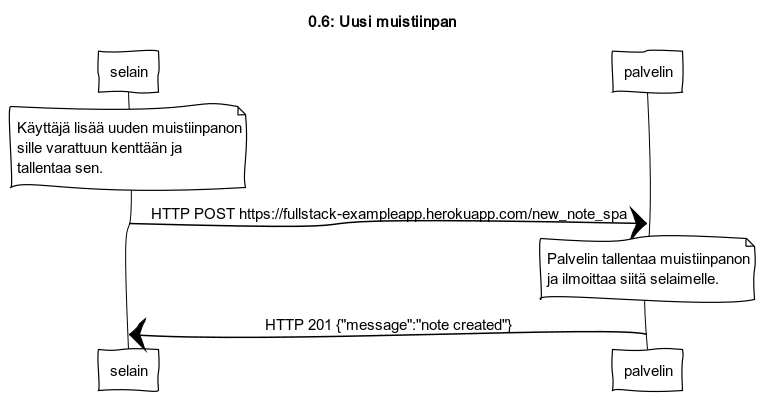 0.6: Uusi muistiinpan
selain
palvelin
Käyttäjä lisää uuden muistiinpanon
sille varattuun kenttään ja
tallentaa sen.
HTTP POST https://fullstack-exampleapp.herokuapp.com/new_note_spa
Palvelin tallentaa muistiinpanon
ja ilmoittaa siitä selaimelle.
HTTP 201 {"message":"note created"}
selain
palvelin